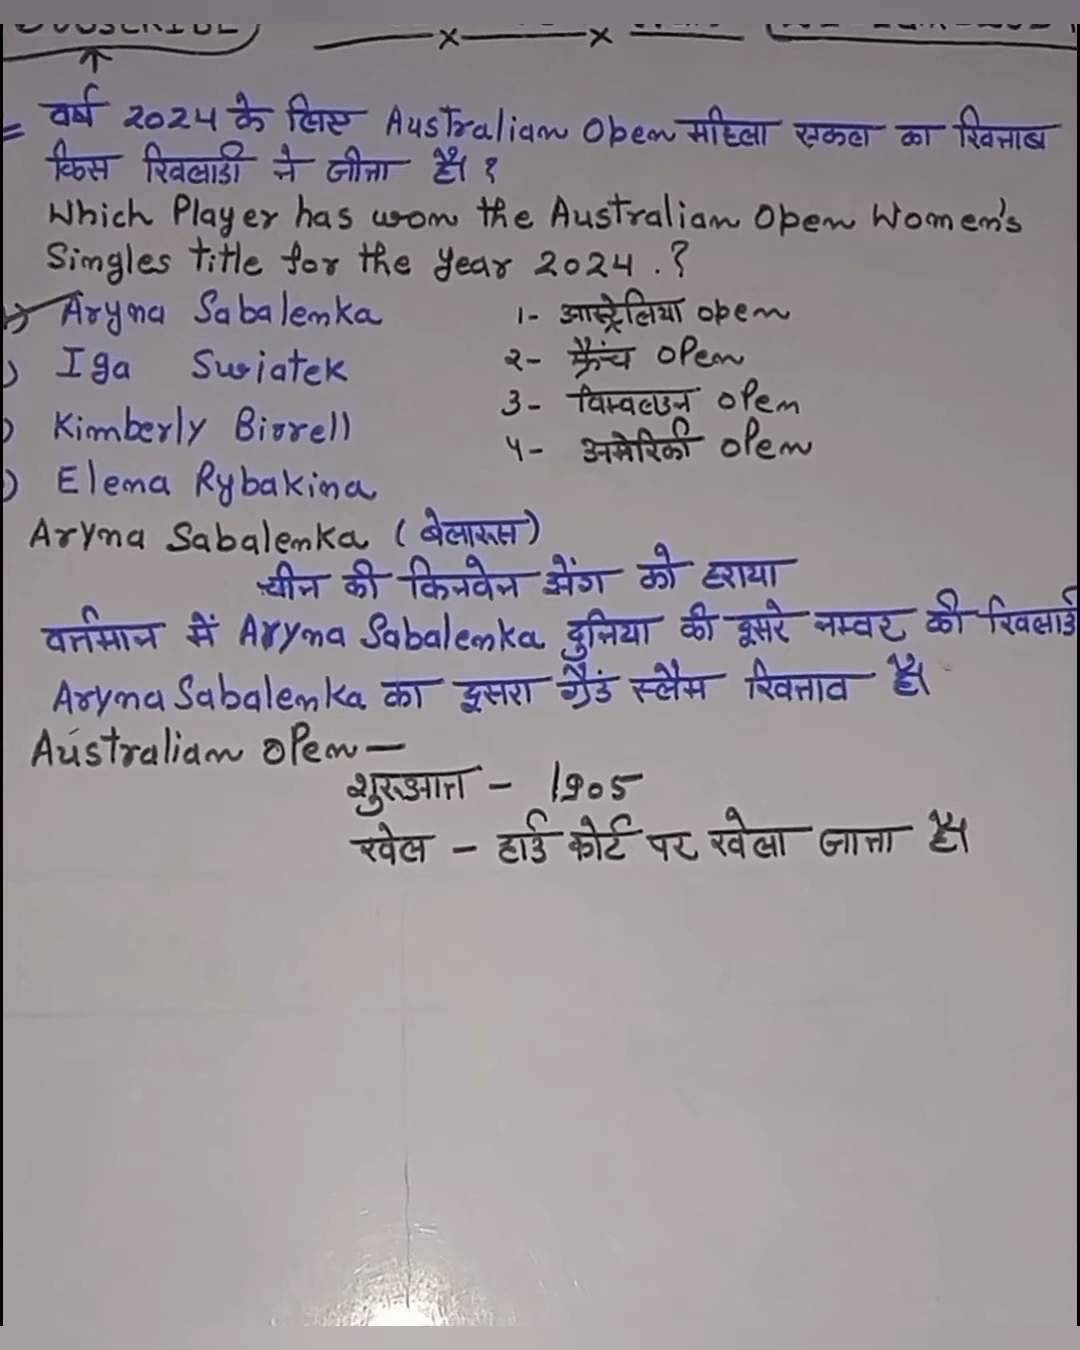 SUBSCRIBE
वर्ष 2024 के लिए Australian Open महिला एकल का खिताब
किस खिलाडी ने जीता है ?
Which Player has won the Australian Open Women's
Singles title for the year 2024 . ?
Aryna Sabalenka
1- आस्ट्रेलिया open
Iga Swiatek
2- फ्रैंच open
Kimberly Birrell
3- विम्बलडन open
4- अमेरिकी open
Elena Rybakina
Aryna Sabalenka ( बेलारूस)
चीन की किनवेन झेंग को हराया
वर्तमान में Aryna Sabalenka दुनिया की दूसरे नम्बर की खिलाडी
Aryna Sabalenka का दूसरा ग्रैंड स्लैम खिताब है।
Australian open —
शुरूआत - 1905
खेल - हार्ड कोर्ट पर खेला जाता है।